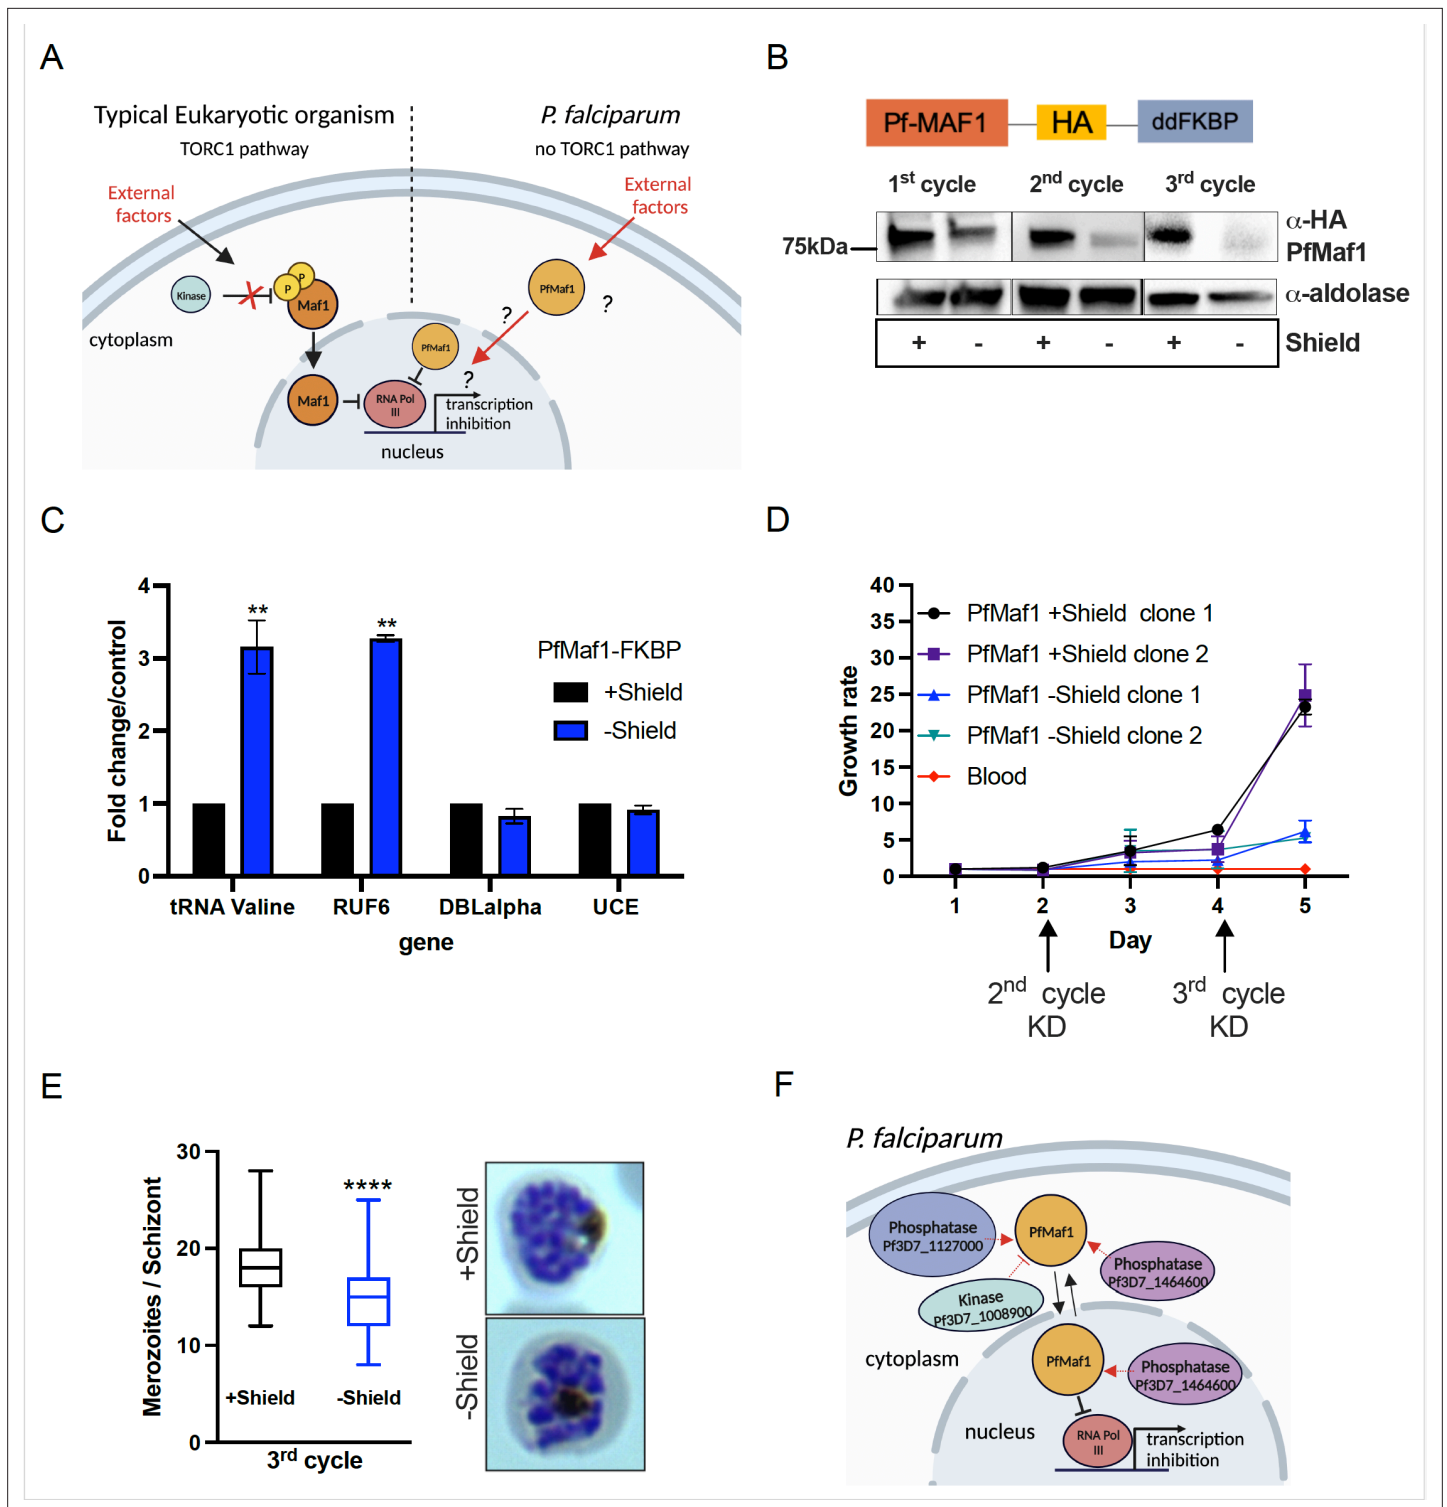 A
Typical Eukaryotic organism
TORC1 pathway
P. falciparum
no TORC1 pathway
External
factors
External
factors
Kinase
P
P
Maf1
PfMaf1
?
?
cytoplasm
PfMaf1
?
Maf1
RNA Pol
III
transcription
inhibition
nucleus
B
Pf-MAF1
HA
ddFKBP
1st cycle
2nd cycle
3rd cycle
75kDa
α-HA
PfMaf1
α-aldolase
+ - + - + -
Shield
C
Fold change/control
4
3
2
1
0
** **
PfMaf1-FKBP
+Shield
-Shield
tRNA Valine
RUF6
DBLalpha
UCE
gene
D
Growth rate
40
35
30
25
20
15
10
5
0
PfMaf1 +Shield clone 1
PfMaf1 +Shield clone 2
PfMaf1 -Shield clone 1
PfMaf1 -Shield clone 2
Blood
1 2 3 4 5
Day
2nd cycle
KD
3rd cycle
KD
E
Merozoites / Schizont
30
20
10
0
****
+Shield
-Shield
3rd cycle
+Shield
-Shield
F
P. falciparum
Phosphatase
Pf3D7_1127000
PfMaf1
Phosphatase
Pf3D7_1464600
Kinase
Pf3D7_1008900
cytoplasm
PfMaf1
Phosphatase
Pf3D7_1464600
nucleus
RNA Pol
III
transcription
inhibition